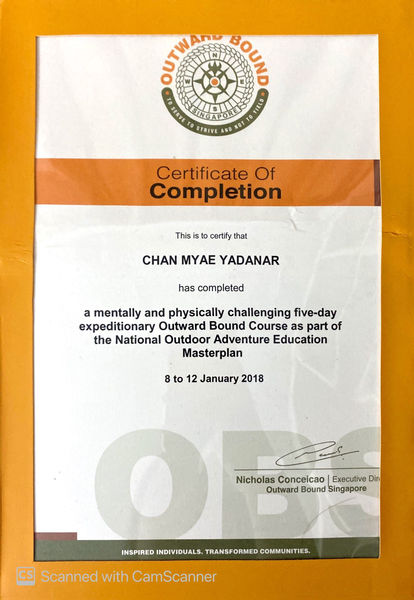 OUTWARD BOUND
N
W
E
S
SINGAPORE
TO SERVE TO STRIVE AND NOT TO YIELD
Certificate Of
Completion
This is to certify that
CHAN MYAE YADANAR
has completed
a mentally and physically challenging five-day
expeditionary Outward Bound Course as part of
the National Outdoor Adventure Education
Masterplan
8 to 12 January 2018
OBS
Nicholas Conceicao | Executive Dir
Outward Bound Singapore
INSPIRED INDIVIDUALS. TRANSFORMED COMMUNITIES.
CS Scanned with CamScanner